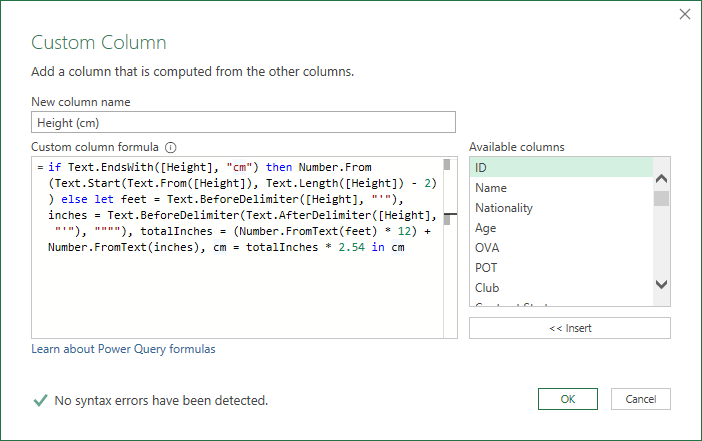 Custom Column
Add a column that is computed from the other columns.
New column name
Height (cm)
Custom column formula
= if Text.EndsWith([Height], "cm") then Number.From
(Text.Start(Text.From([Height]), Text.Length([Height]) - 2)
) else let feet = Text.BeforeDelimiter([Height], "'"),
inches = Text.BeforeDelimiter(Text.AfterDelimiter([Height],
"'"), """"), totalInches = (Number.FromText(feet) * 12) +
Number.FromText(inches), cm = totalInches * 2.54 in cm
Available columns
ID
Name
Nationality
Age
OVA
POT
Club
<< Insert
Learn about Power Query formulas
No syntax errors have been detected.
OK
Cancel